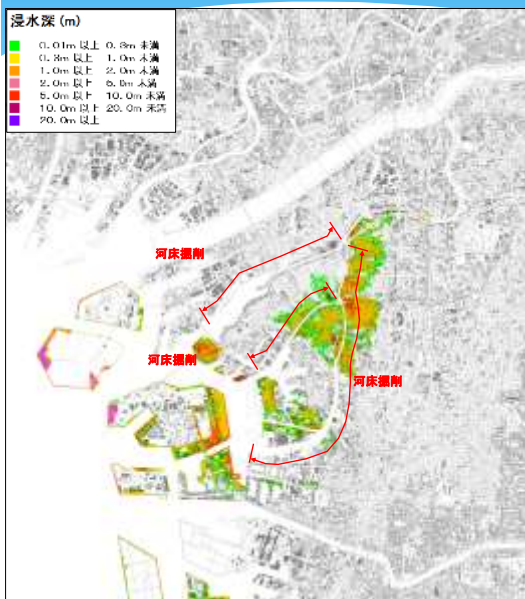 浸水深(m)
0.01m 以上 0.3m 未満
0.3m 以上 1.0m 未満
1.0m 以上 2.0m 未満
2.0m 以上 5.0m 未満
5.0m 以上 10.0m 未満
10.0m 以上 20.0m 未満
20.0m 以上
河床掘削
河床掘削
河床掘削